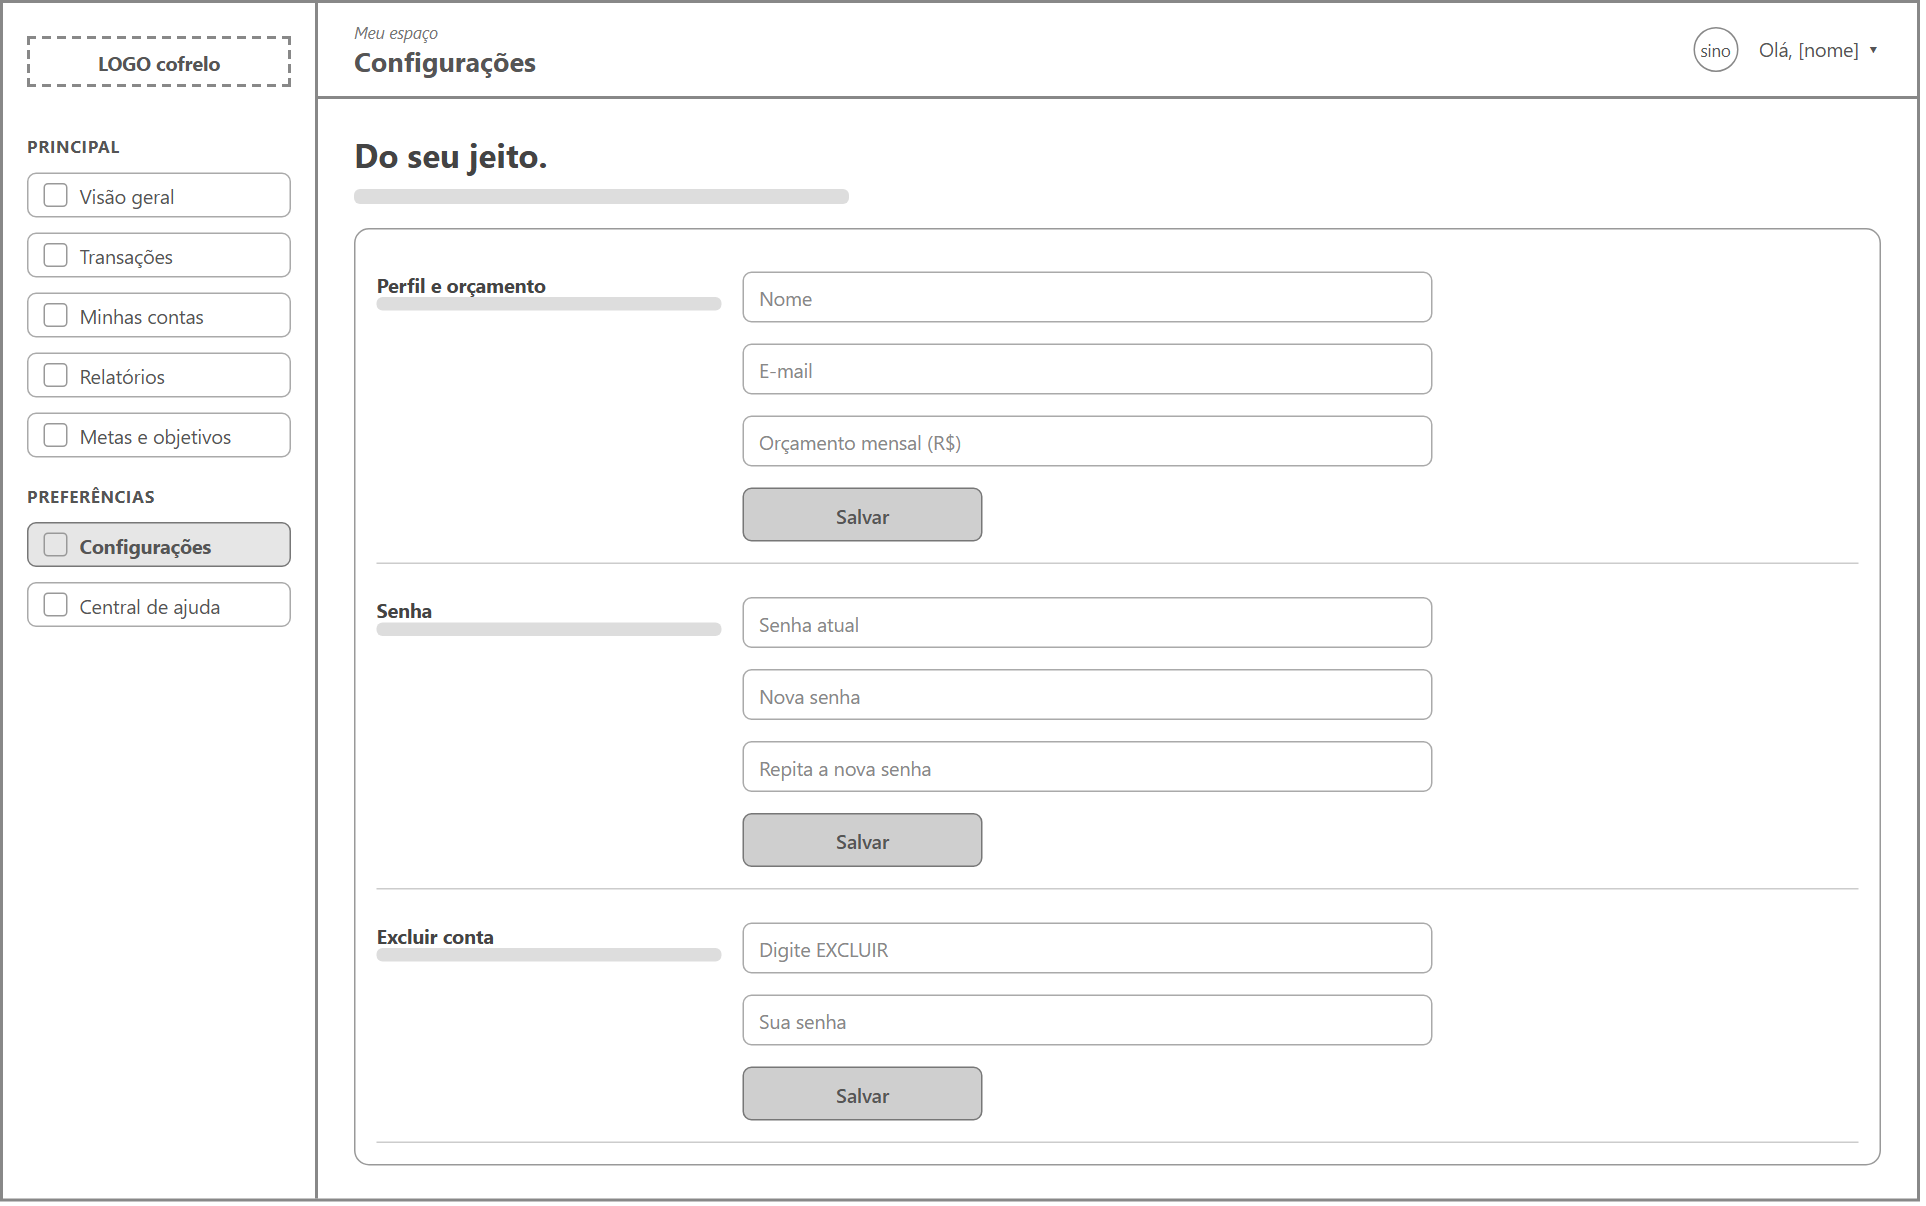 LOGO cofrelo
PRINCIPAL
Visão geral
Transações
Minhas contas
Relatórios
Metas e objetivos
PREFERÊNCIAS
Configurações
Central de ajuda
Meu espaço
Configurações
sino
Olá, [nome] ▾
Do seu jeito.
Perfil e orçamento
Nome
E-mail
Orçamento mensal (R$)
Salvar
Senha
Senha atual
Nova senha
Repita a nova senha
Salvar
Excluir conta
Digite EXCLUIR
Sua senha
Salvar